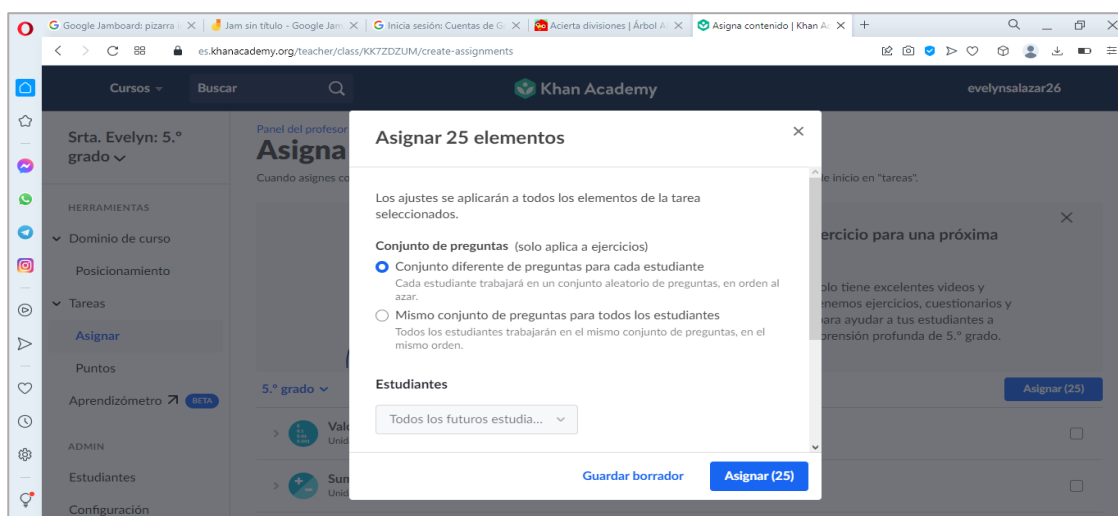 Google Jamboard: pizarra i
Jam sin título - Google Jam
Inicia sesión: Cuentas de G
Acierta divisiones | Árbol A
Asigna contenido | Khan Ac
es.khanacademy.org/teacher/class/KK7ZDZUM/create-assignments
Cursos
Buscar
Khan Academy
evelynsalazar26
Srta. Evelyn: 5.º
grado
HERRAMIENTAS
Dominio de curso
Posicionamiento
Tareas
Asignar
Puntos
Aprendizómetro
BETA
ADMIN
Estudiantes
Configuración
Panel del profesor
Asigna
Cuando asignes co
e inicio en "tareas".
ercicio para una próxima
olo tiene excelentes videos y
enemos ejercicios, cuestionarios y
para ayudar a tus estudiantes a
prensión profunda de 5.º grado.
5.º grado
Asignar (25)
Valo
Unid
Sum
Unid
Asignar 25 elementos
Los ajustes se aplicarán a todos los elementos de la tarea
seleccionados.
Conjunto de preguntas (solo aplica a ejercicios)
Conjunto diferente de preguntas para cada estudiante
Cada estudiante trabajará en un conjunto aleatorio de preguntas, en orden al
azar.
Mismo conjunto de preguntas para todos los estudiantes
Todos los estudiantes trabajarán en el mismo conjunto de preguntas, en el
mismo orden.
Estudiantes
Todos los futuros estudia...
Guardar borrador
Asignar (25)